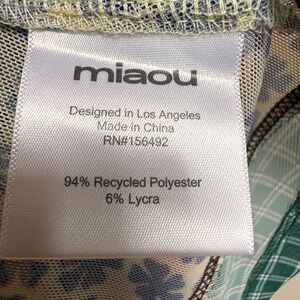 miaou
Designed in Los Angeles
Made in China
RN#156492
94% Recycled Polyester
6% Lycra